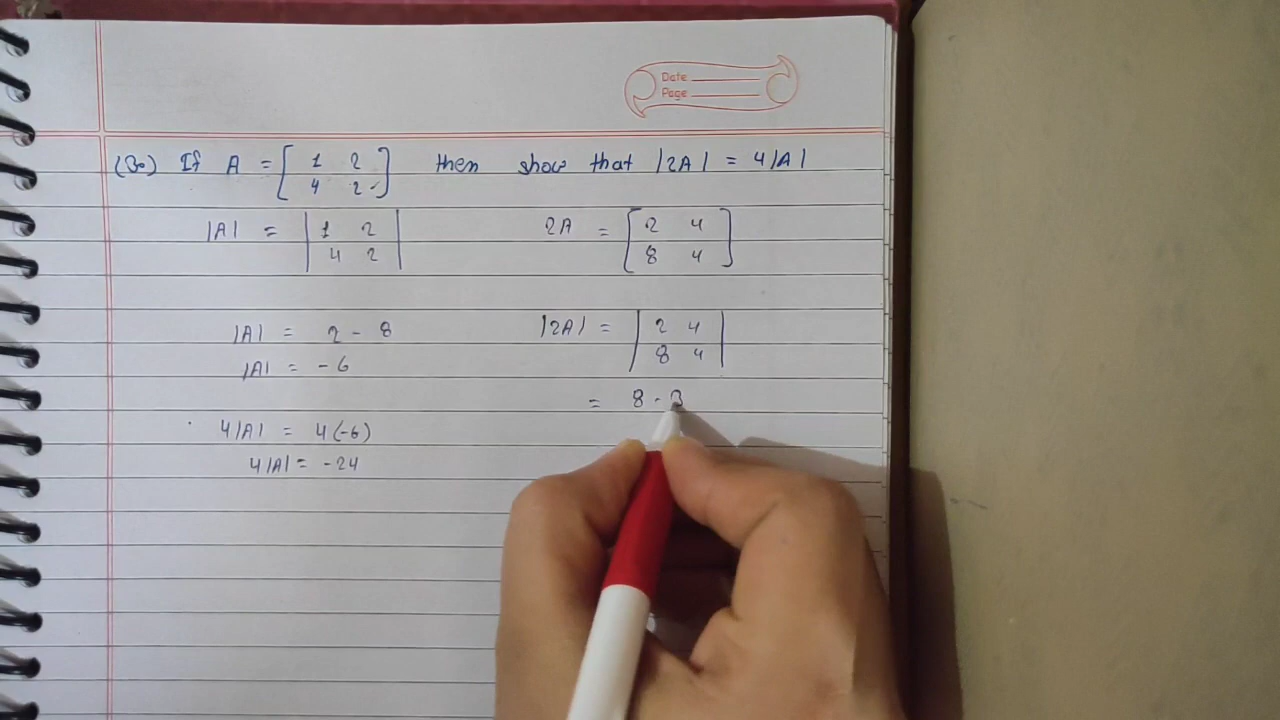 Date
Page
(30) If A = [ 1 2
4 2 ] then show that |2A| = 4|A|
|A| = | 1 2
4 2 |
|A| = 2 - 8
|A| = -6
4|A| = 4(-6)
4|A| = -24
2A = [ 2 4
8 4 ]
|2A| = | 2 4
8 4 |
= 8 - 3